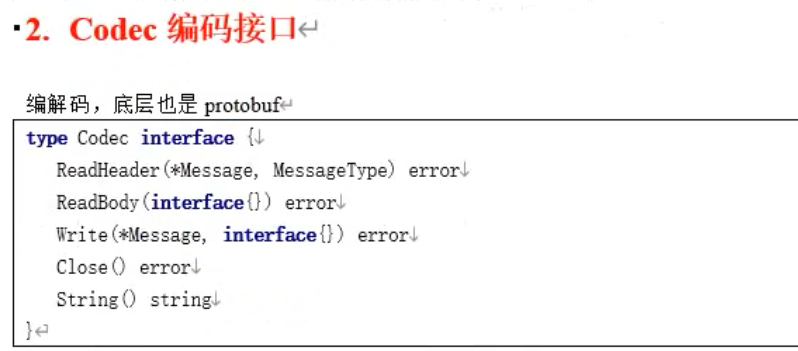 2. Codec 编码接口
编解码，底层也是 protobuf
type Codec interface {
ReadHeader(*Message, MessageType) error
ReadBody(interface{}) error
Write(*Message, interface{}) error
Close() error
String() string
}